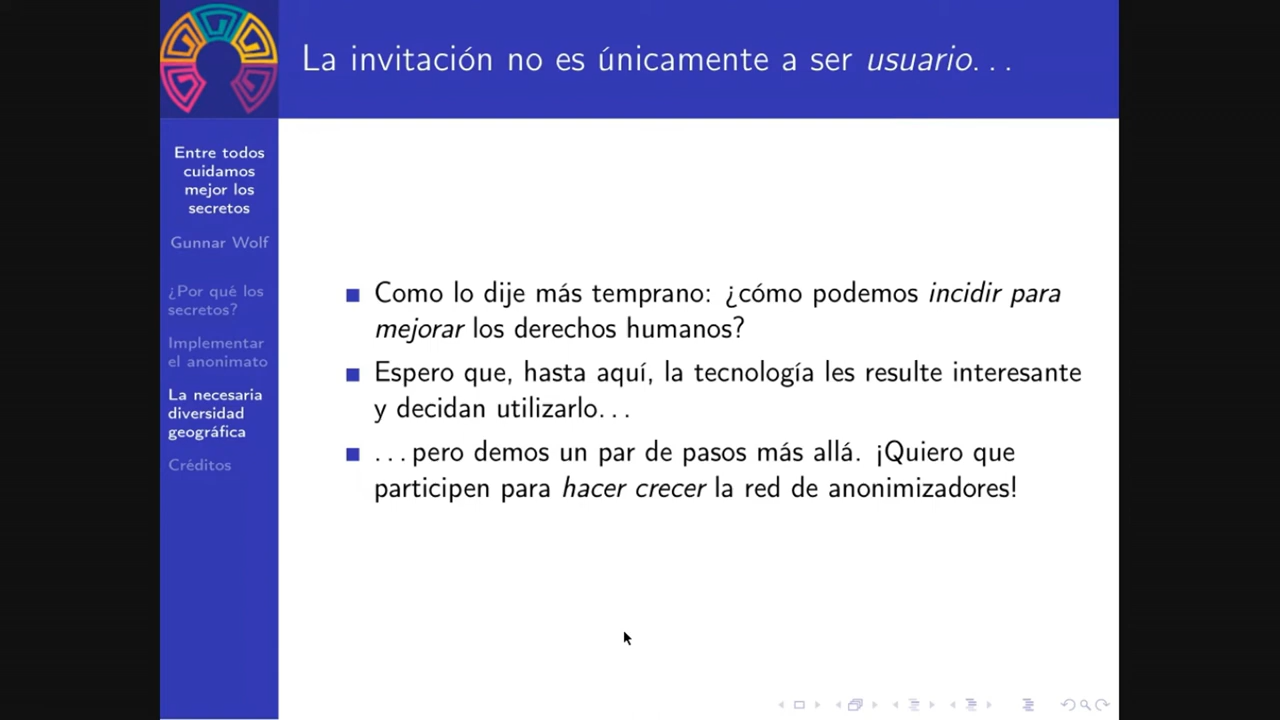 La invitación no es únicamente a ser usuario...
Entre todos
cuidamos
mejor los
secretos
Gunnar Wolf
¿Por qué los
secretos?
Implementar
el anonimato
La necesaria
diversidad
geográfica
Créditos
Como lo dije más temprano: ¿cómo podemos incidir para
mejorar los derechos humanos?
Espero que, hasta aquí, la tecnología les resulte interesante
y decidan utilizarlo...
...pero demos un par de pasos más allá. ¡Quiero que
participen para hacer crecer la red de anonimizadores!